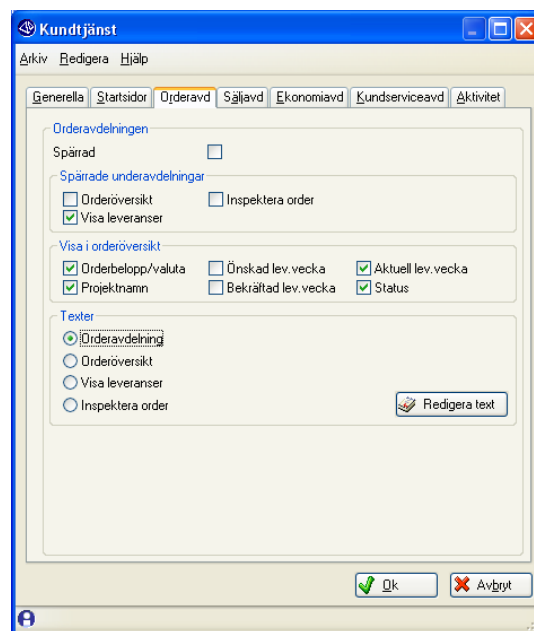 Kundtjänst
Arkiv Redigera Hjälp
Generella Startsidor Orderavd Säljavd Ekonomiavd Kundserviceavd Aktivitet
Orderavdelningen
Spärrad
Spärrade underavdelningar
Orderöversikt Inspektera order
Visa leveranser
Visa i orderöversikt
Orderbelopp/valuta Önskad lev.vecka Aktuell lev.vecka
Projektnamn Bekräftad lev.vecka Status
Texter
Orderavdelning
Orderöversikt
Visa leveranser
Inspektera order Redigera text
Ok Avbryt